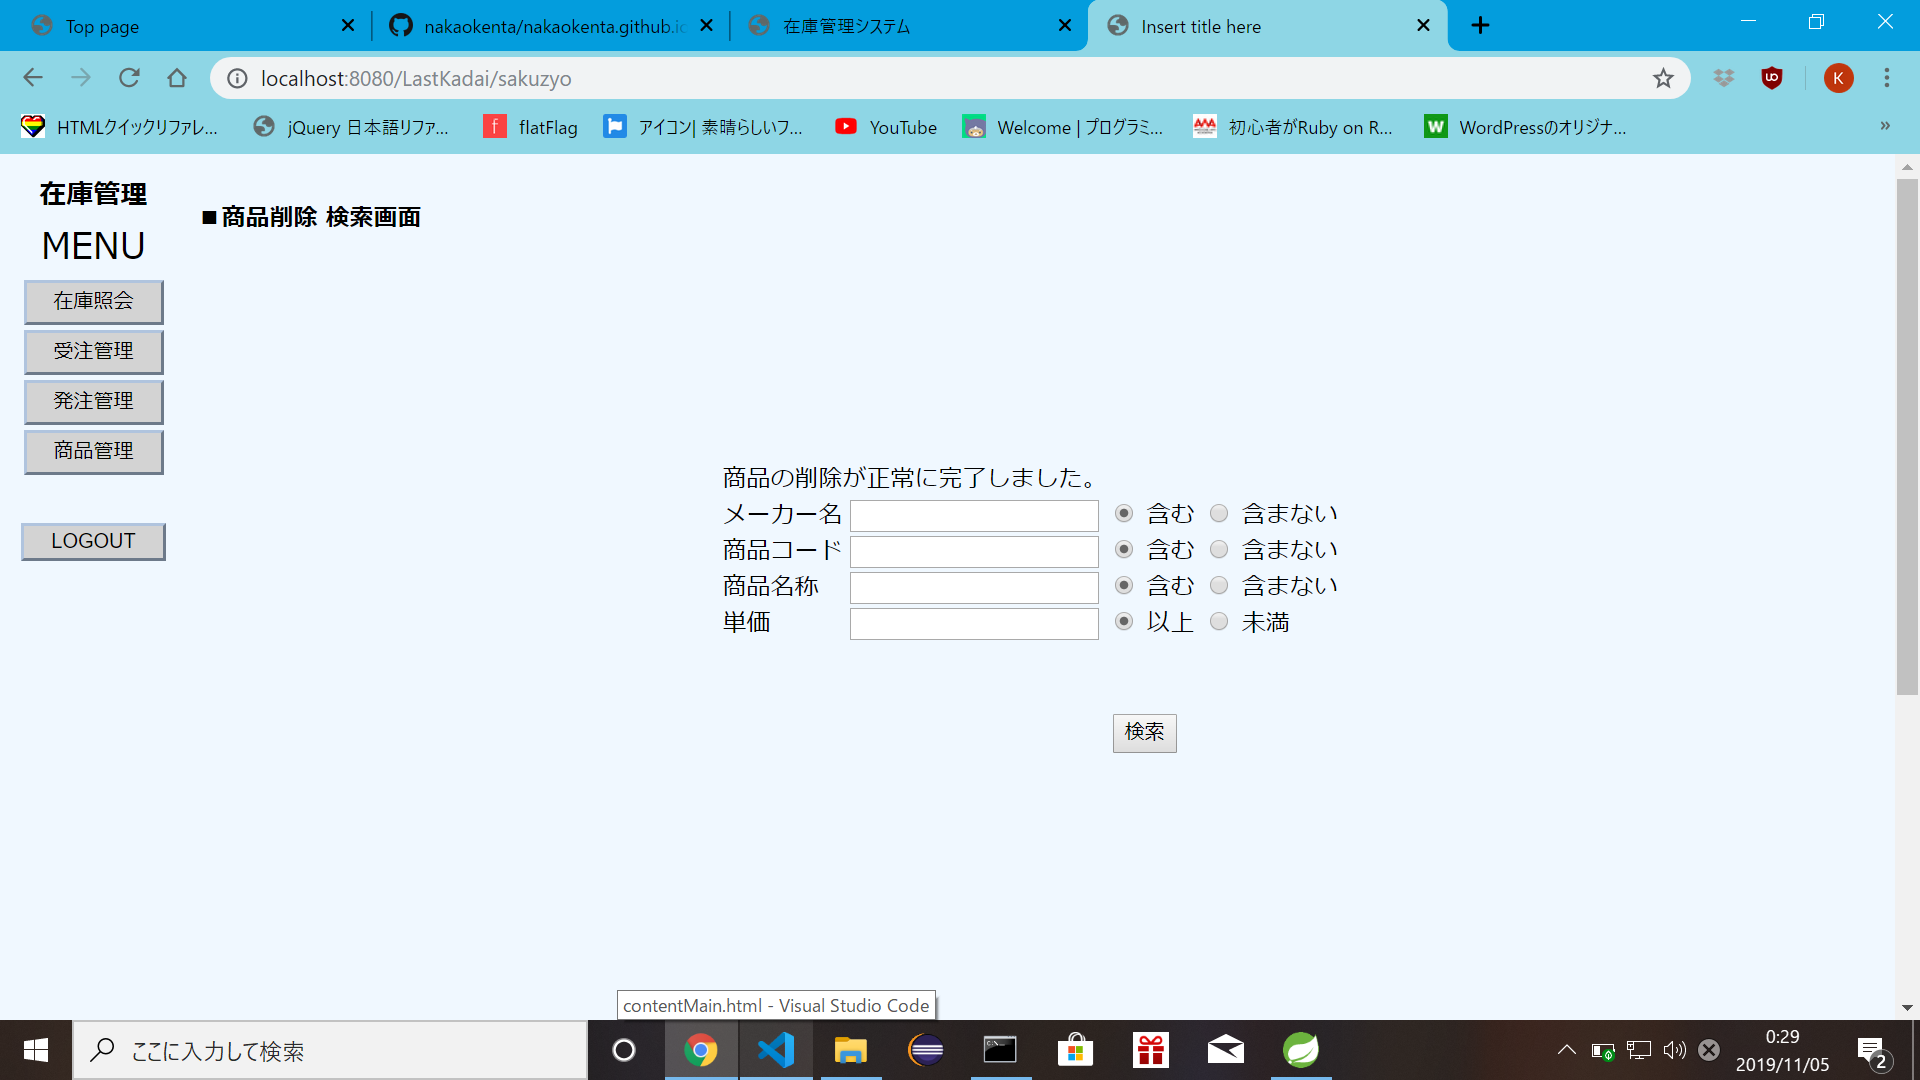 Top page
nakaokenta/nakaokenta.github.io
在庫管理システム
Insert title here
localhost:8080/LastKadai/sakuzyo
K
HTMLクイックリファレ...
jQuery 日本語リファ...
flatFlag
アイコン| 素晴らしいフ...
YouTube
Welcome | プログラミ...
初心者がRuby on R...
WordPressのオリジナ...
»
在庫管理
MENU
在庫照会
受注管理
発注管理
商品管理
LOGOUT
■商品削除 検索画面
商品の削除が正常に完了しました。
メーカー名 含む 含まない
商品コード 含む 含まない
商品名称 含む 含まない
単価 以上 未満
検索
contentMain.html - Visual Studio Code
ここに入力して検索
0:29
2019/11/05
2